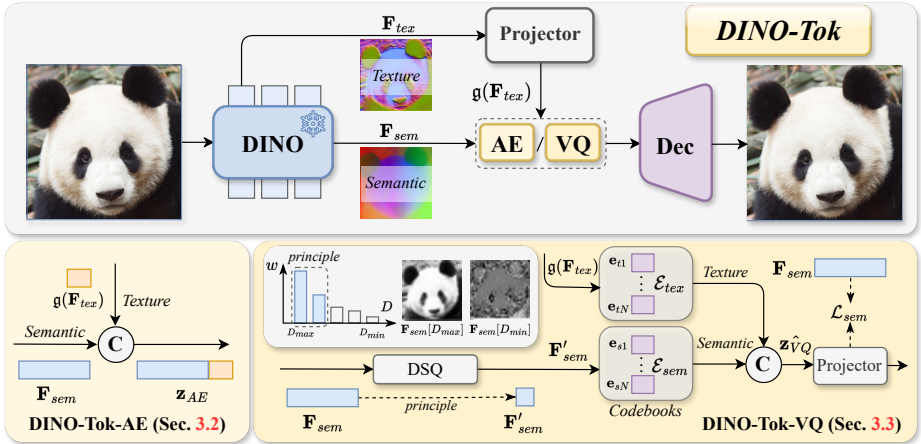 F_tex
Projector
DINO-Tok
Texture
g(F_tex)
DINO
F_sem
AE / VQ
Dec
Semantic
g(F_tex)
Texture
Semantic
C
F_sem
z_AE
DINO-Tok-AE (Sec. 3.2)
w
principle
D
D_max
D_min
F_sem[D_max]
F_sem[D_min]
g(F_tex)
e_t1
⋮
ℰ_tex
e_tN
Texture
F_sem
ℒ_sem
DSQ
F'_sem
e_s1
⋮
ℰ_sem
e_sN
Semantic
C
ẑ_VQ
Projector
F_sem
principle
F'_sem
Codebooks
DINO-Tok-VQ (Sec. 3.3)